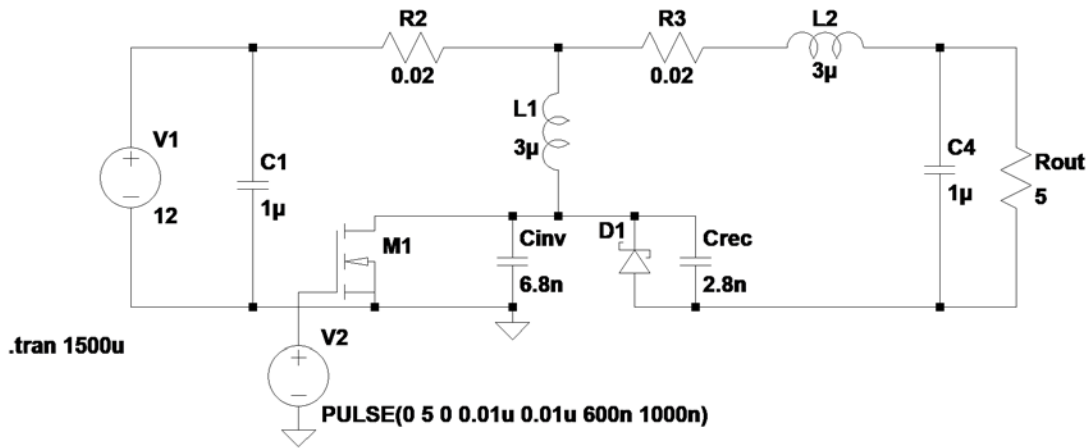 R2
0.02
R3
0.02
L2
3µ
L1
3µ
V1
12
C1
1µ
M1
Cinv
6.8n
D1
Crec
2.8n
C4
1µ
Rout
5
V2
.tran 1500u
PULSE(0 5 0 0.01u 0.01u 600n 1000n)